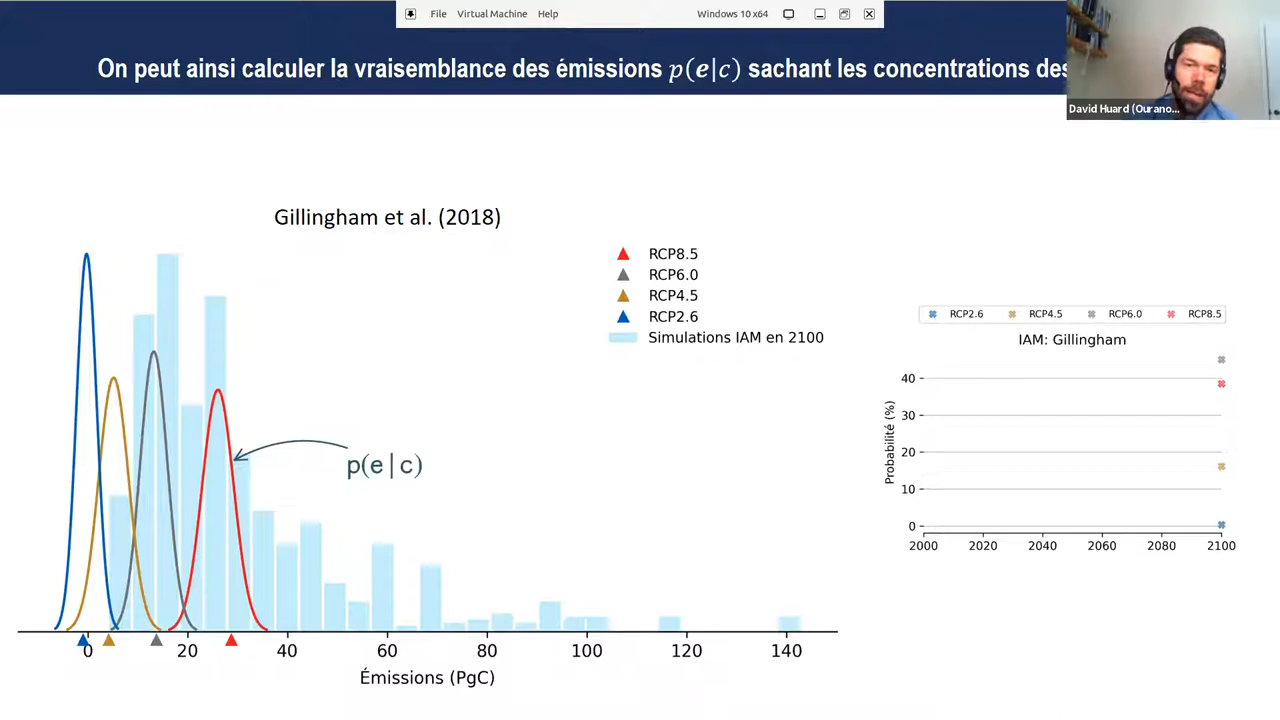 File Virtual Machine Help Windows 10 x64
On peut ainsi calculer la vraisemblance des émissions p(e|c) sachant les concentrations des
David Huard (Ourano...
Gillingham et al. (2018)
RCP8.5
RCP6.0
RCP4.5
RCP2.6
Simulations IAM en 2100
p(e|c)
0 20 40 60 80 100 120 140
Émissions (PgC)
RCP2.6 RCP4.5 RCP6.0 RCP8.5
IAM: Gillingham
Probabilité (%)
40
30
20
10
0
2000 2020 2040 2060 2080 2100